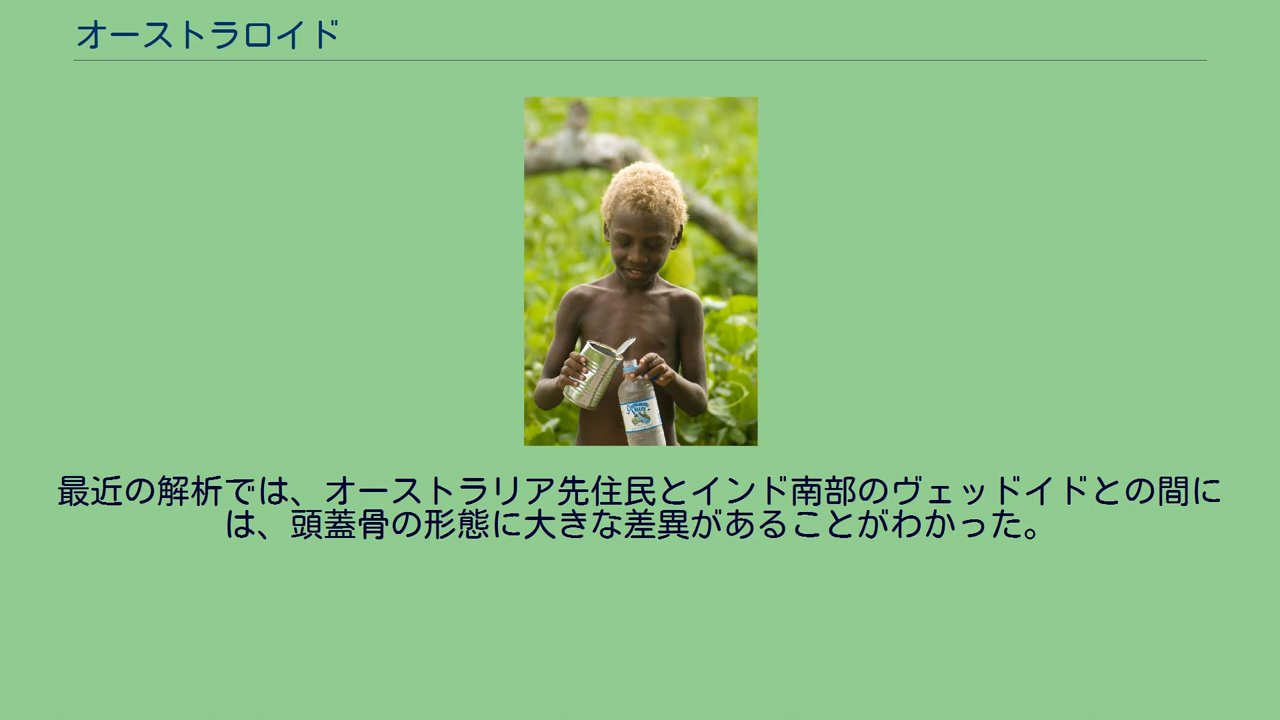 オーストラロイド
最近の解析では、オーストラリア先住民とインド南部のヴェッドイドとの間に
は、頭蓋骨の形態に大きな差異があることがわかった。